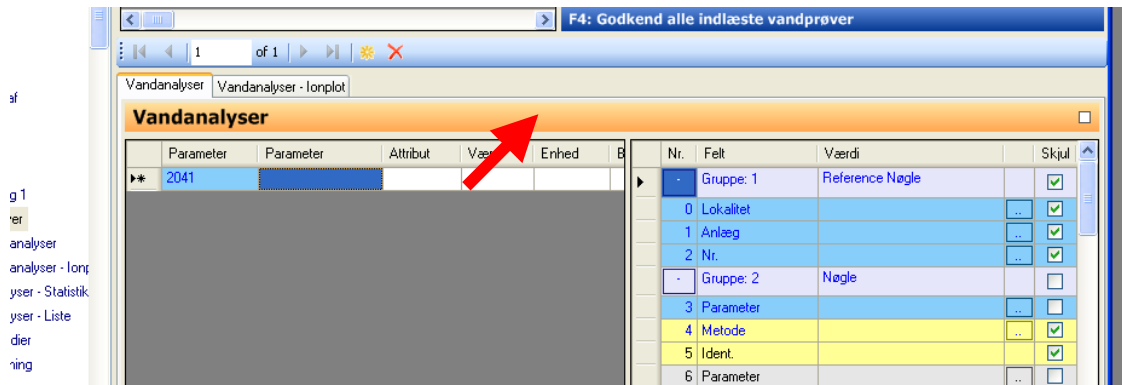 F4: Godkend alle indlæste vandprøver
1 of 1
af
Vandanalyser Vandanalyser - Ionplot
Vandanalyser
Parameter Parameter Attribut Enhed B
2041
Nr. Felt Værdi Skjul
- Gruppe: 1 Reference Nøgle
0 Lokalitet ..
1 Anlæg ..
2 Nr. ..
- Gruppe: 2 Nøgle
3 Parameter ..
4 Metode ..
5 Ident.
6 Parameter ..
g 1
er
analyser
analyser - Ionp
yser - Statistik
yser - Liste
dier
ning